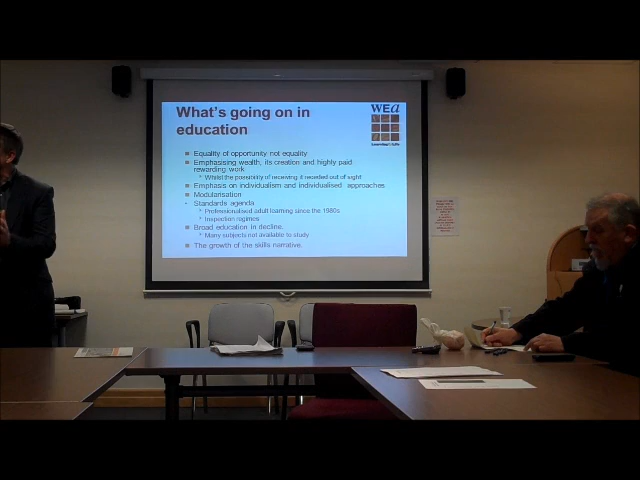 What's going on in
education
WEa
Equality of opportunity not equality
Emphasising wealth, its creation and highly paid
rewarding work
Whilst the possibility of receiving it receded out of sight
Emphasis on individualism and individualised approaches
Modularisation
Standards agenda
Professionalised adult learning since the 1980s
Inspection regimes
Broad education in decline.
Many subjects not available to study
The growth of the skills narrative.